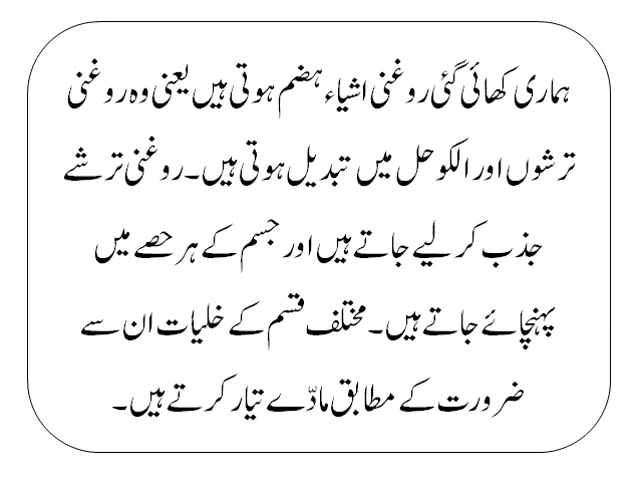 ہماری کھائی گئی روغنی اشیاء ہضم ہوتی ہیں یعنی وہ روغنی
ترشوں اور الکوحل میں تبدیل ہوتی ہیں۔ روغنی ترشے
جذب کر لیے جاتے ہیں اور جسم کے ہر حصے میں
پہنچائے جاتے ہیں۔ مختلف قسم کے خلیات ان سے
ضرورت کے مطابق مادّے تیار کرتے ہیں۔